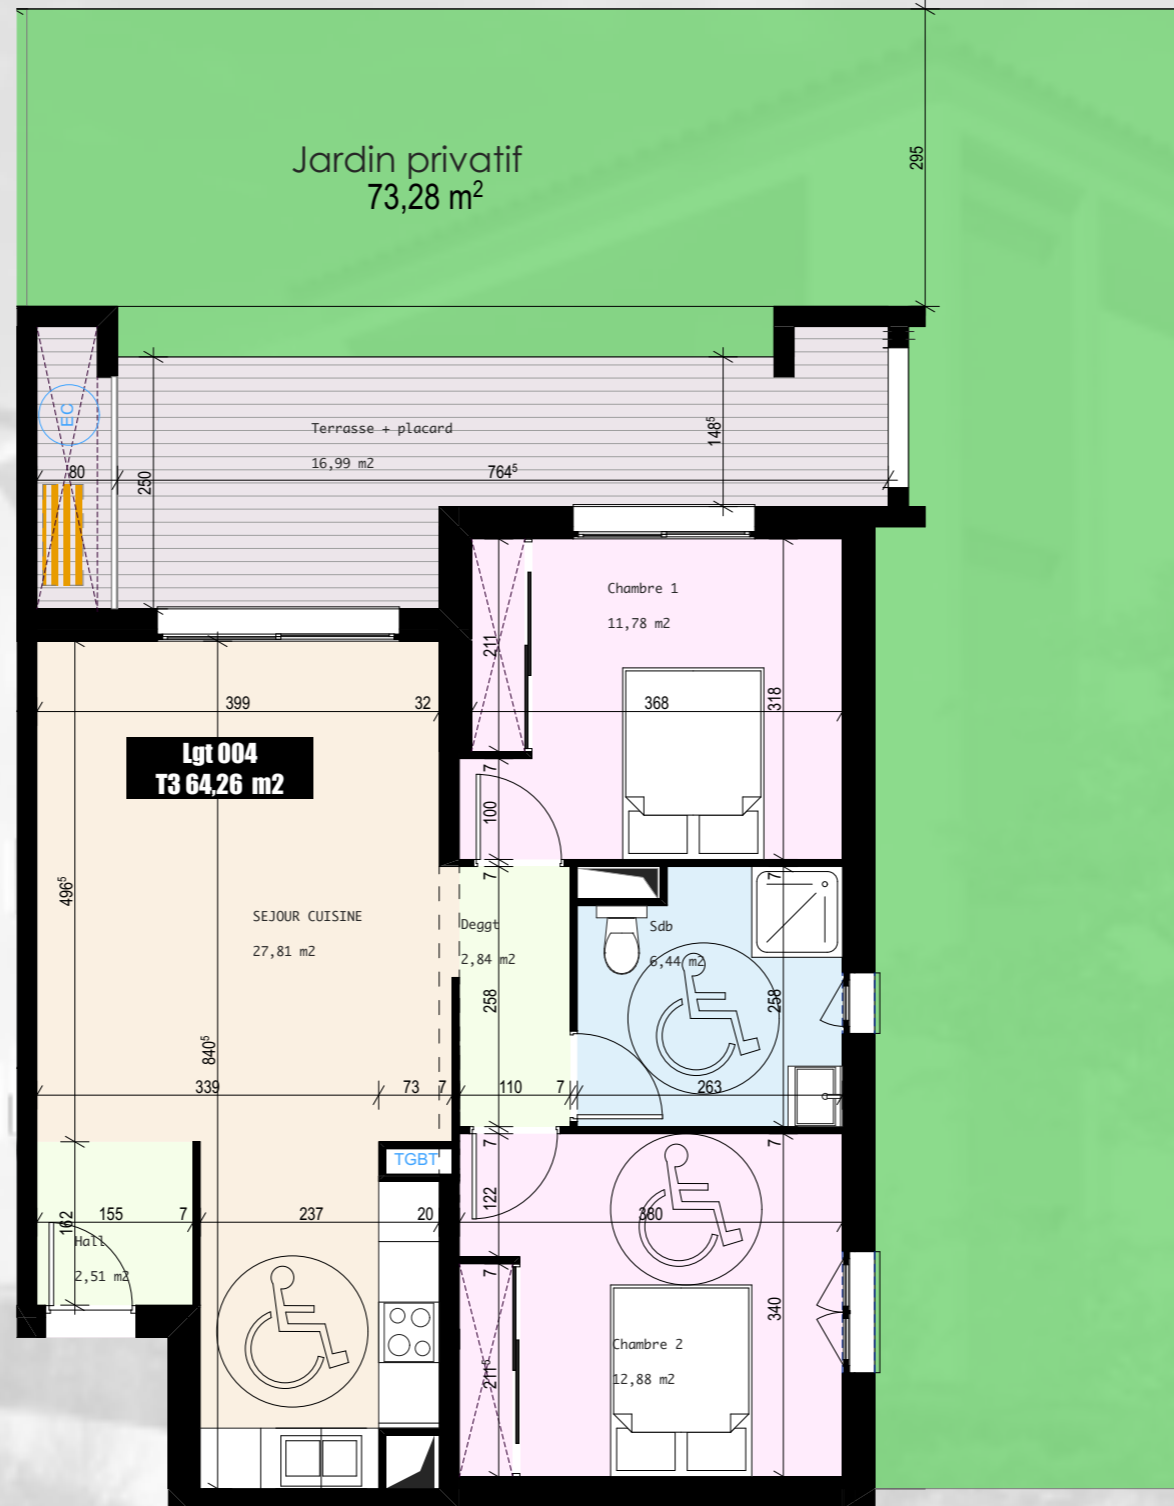 Jardin privatif
73,28 m²
295
EC
Terrasse + placard
16,99 m2
80
250
764⁵
148⁵
Chambre 1
11,78 m2
211
318
399
32
368
Lgt 004
T3 64,26 m2
7
100
7
7
496⁵
SEJOUR CUISINE
27,81 m2
Deggt
2,84 m2
Sdb
6,44 m2
258
258
840⁵
339
73
7
110
7
263
TGBT
7
7
122
162
155
7
237
20
380
Hall
2,51 m2
7
340
211⁵
Chambre 2
12,88 m2